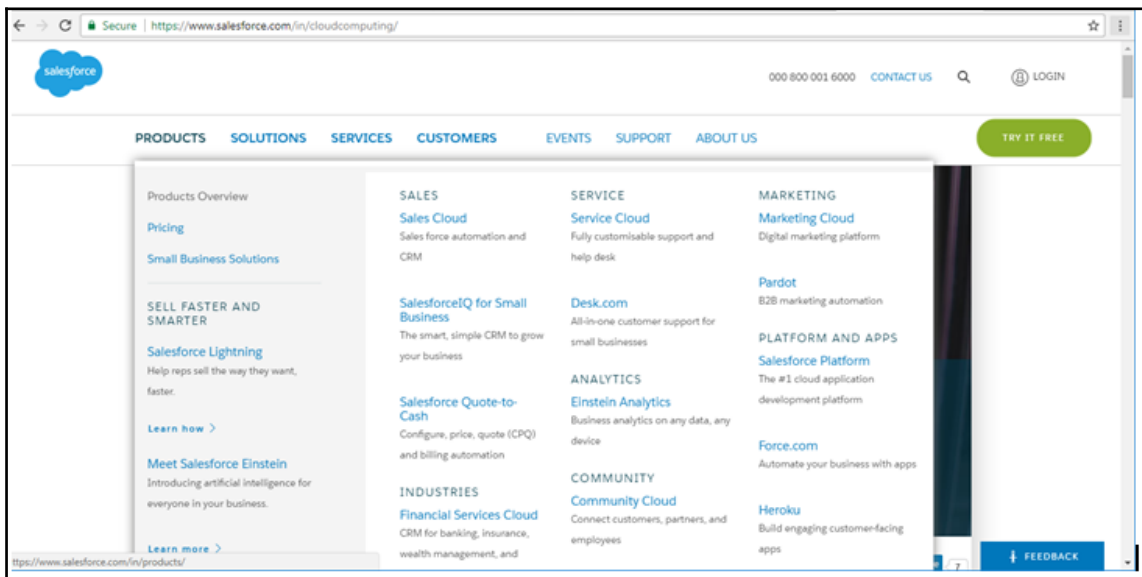 Secure | https://www.salesforce.com/in/cloudcomputing/
salesforce
000 800 001 6000 CONTACT US LOGIN
PRODUCTS SOLUTIONS SERVICES CUSTOMERS EVENTS SUPPORT ABOUT US TRY IT FREE
Products Overview
Pricing
Small Business Solutions
SELL FASTER AND
SMARTER
Salesforce Lightning
Help reps sell the way they want,
faster.
Learn how >
Meet Salesforce Einstein
Introducing artificial intelligence for
everyone in your business.
Learn more >
SALES
Sales Cloud
Sales force automation and
CRM
SalesforceIQ for Small
Business
The smart, simple CRM to grow
your business
Salesforce Quote-to-
Cash
Configure, price, quote (CPQ)
and billing automation
INDUSTRIES
Financial Services Cloud
CRM for banking, insurance,
wealth management, and
SERVICE
Service Cloud
Fully customisable support and
help desk
Desk.com
All-in-one customer support for
small businesses
ANALYTICS
Einstein Analytics
Business analytics on any data, any
device
COMMUNITY
Community Cloud
Connect customers, partners, and
employees
MARKETING
Marketing Cloud
Digital marketing platform
Pardot
B2B marketing automation
PLATFORM AND APPS
Salesforce Platform
The #1 cloud application
development platform
Force.com
Automate your business with apps
Heroku
Build engaging customer-facing
apps
ttps://www.salesforce.com/in/products/
7
FEEDBACK